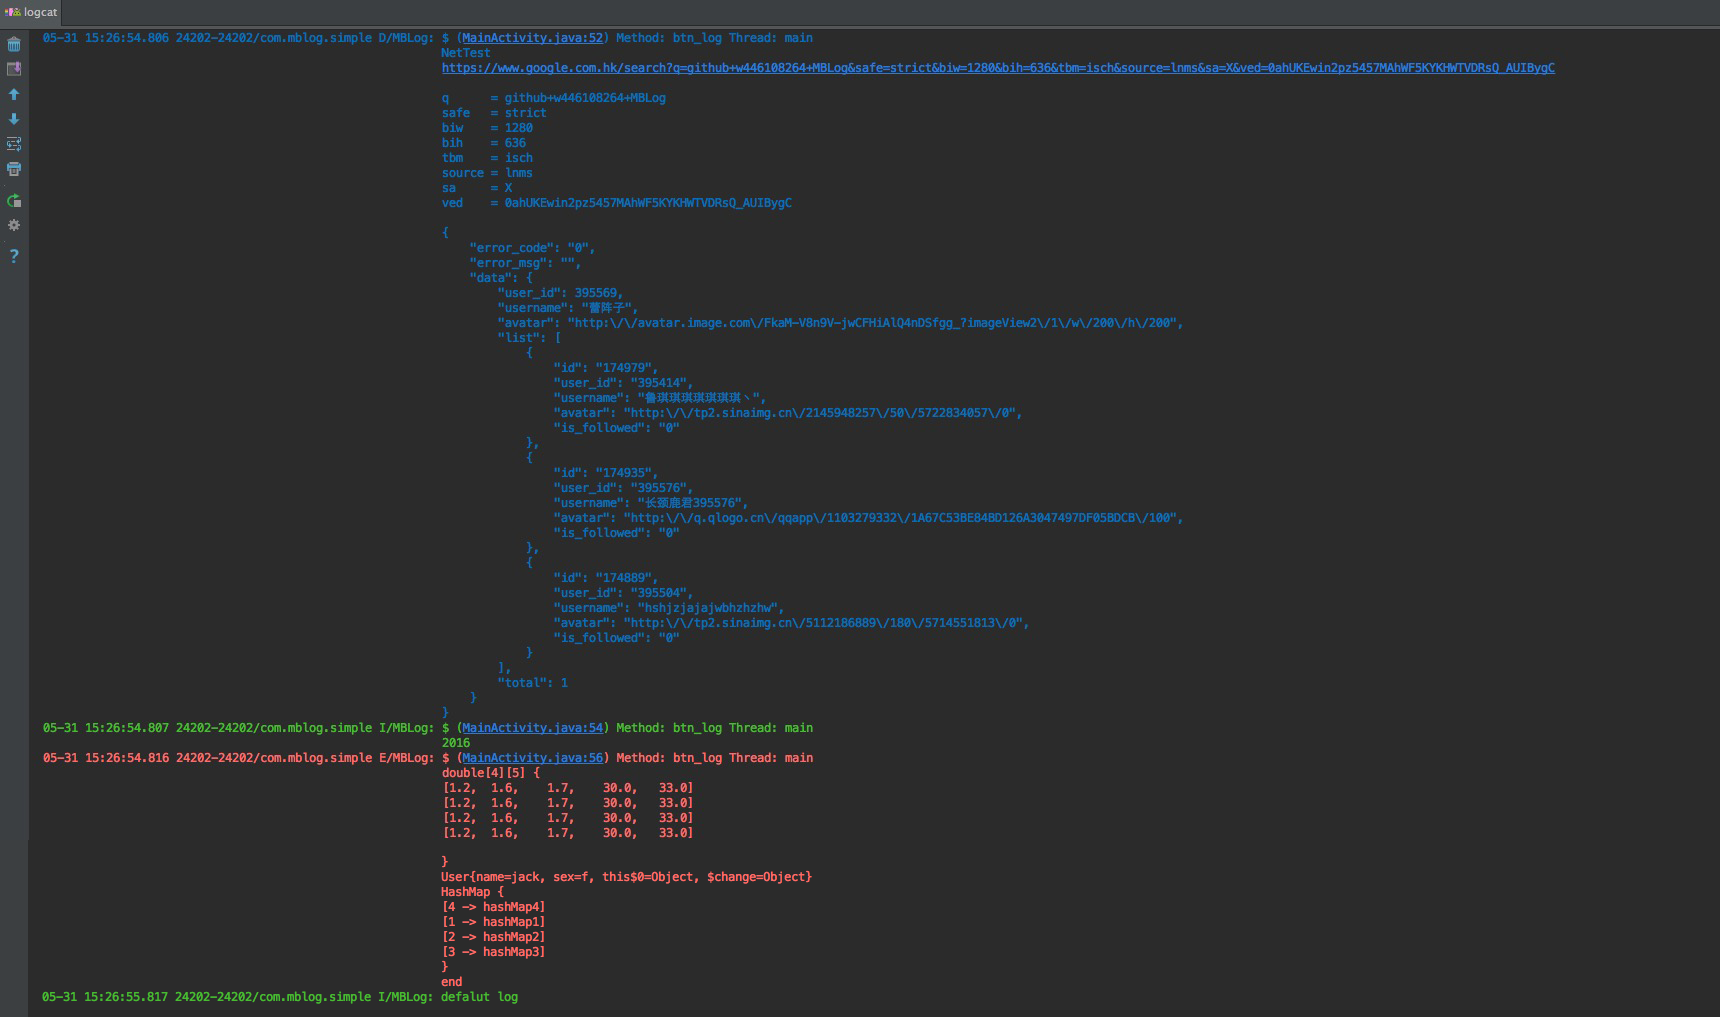 logcat
05-31 15:26:54.806 24202-24202/com.mblog.simple D/MBLog: $ (MainActivity.java:52) Method: btn_log Thread: main
NetTest
https://www.google.com.hk/search?q=github+w446108264+MBLog&safe=strict&biw=1280&bih=636&tbm=isch&source=lnms&sa=X&ved=0ahUKEwin2pz5457MAhWF5KYKHWTVDRsQ_AUIBygC
q      = github+w446108264+MBLog
safe   = strict
biw    = 1280
bih    = 636
tbm    = isch
source = lnms
sa     = X
ved    = 0ahUKEwin2pz5457MAhWF5KYKHWTVDRsQ_AUIBygC
{
    "error_code": "0",
    "error_msg": "",
    "data": {
        "user_id": 395569,
        "username": "蕾阵子",
        "avatar": "http:\/\/avatar.image.com\/FkaM-V8n9V-jwCFHiAlQ4nDSfgg_?imageView2\/1\/w\/200\/h\/200",
        "list": [
            {
                "id": "174979",
                "user_id": "395414",
                "username": "鲁琪琪琪琪琪琪琪丶",
                "avatar": "http:\/\/tp2.sinaimg.cn\/2145948257\/50\/5722834057\/0",
                "is_followed": "0"
            },
            {
                "id": "174935",
                "user_id": "395576",
                "username": "长颈鹿君395576",
                "avatar": "http:\/\/q.qlogo.cn\/qqapp\/1103279332\/1A67C53BE84BD126A3047497DF05BDCB\/100",
                "is_followed": "0"
            },
            {
                "id": "174889",
                "user_id": "395504",
                "username": "hshjzjajajwbhzhzhw",
                "avatar": "http:\/\/tp2.sinaimg.cn\/5112186889\/180\/5714551813\/0",
                "is_followed": "0"
            }
        ],
        "total": 1
    }
}
05-31 15:26:54.807 24202-24202/com.mblog.simple I/MBLog: $ (MainActivity.java:54) Method: btn_log Thread: main
2016
05-31 15:26:54.816 24202-24202/com.mblog.simple E/MBLog: $ (MainActivity.java:56) Method: btn_log Thread: main
double[4][5] {
[1.2,  1.6,    1.7,    30.0,   33.0]
[1.2,  1.6,    1.7,    30.0,   33.0]
[1.2,  1.6,    1.7,    30.0,   33.0]
[1.2,  1.6,    1.7,    30.0,   33.0]
}
User{name=jack, sex=f, this$0=Object, $change=Object}
HashMap {
[4 -> hashMap4]
[1 -> hashMap1]
[2 -> hashMap2]
[3 -> hashMap3]
}
end
05-31 15:26:55.817 24202-24202/com.mblog.simple I/MBLog: defalut log